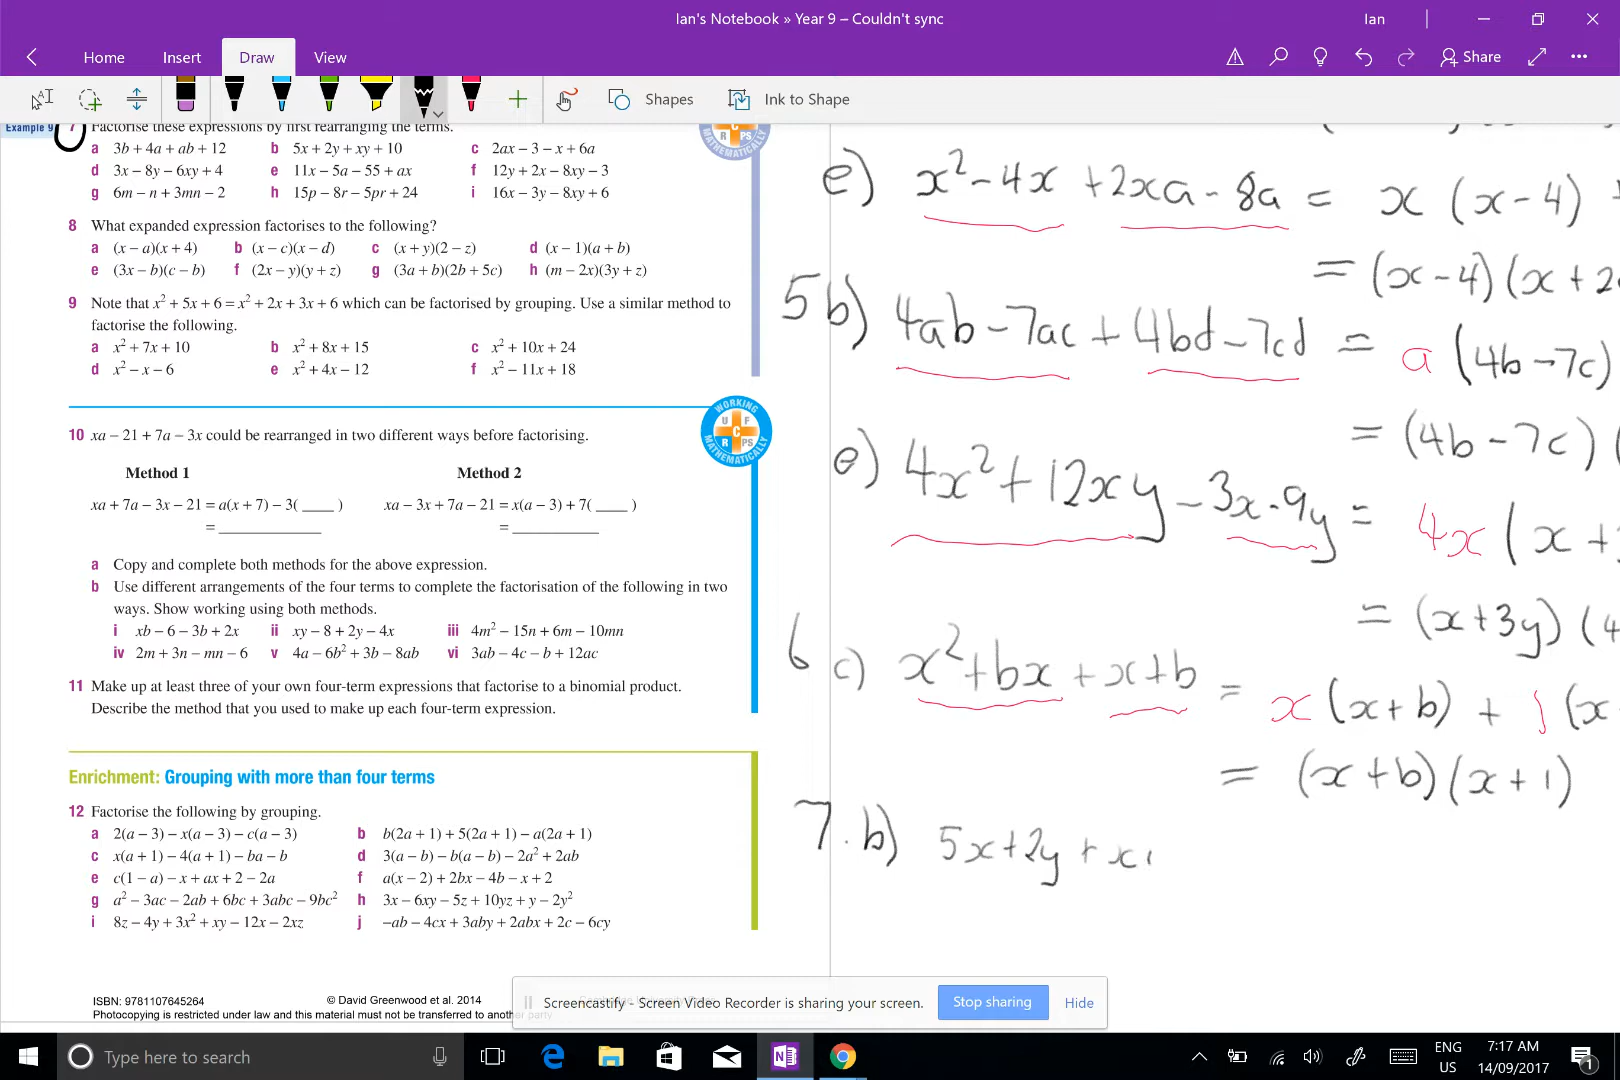 Ian's Notebook » Year 9 – Couldn't sync
Ian
Home Insert Draw View
Share
Shapes Ink to Shape
Example 9 7 Factorise these expressions by first rearranging the terms.
a 3b + 4a + ab + 12 b 5x + 2y + xy + 10 c 2ax − 3 − x + 6a
d 3x − 8y − 6xy + 4 e 11x − 5a − 55 + ax f 12y + 2x − 8xy − 3
g 6m − n + 3mn − 2 h 15p − 8r − 5pr + 24 i 16x − 3y − 8xy + 6
8 What expanded expression factorises to the following?
a (x − a)(x + 4) b (x − c)(x − d) c (x + y)(2 − z) d (x − 1)(a + b)
e (3x − b)(c − b) f (2x − y)(y + z) g (3a + b)(2b + 5c) h (m − 2x)(3y + z)
9 Note that x² + 5x + 6 = x² + 2x + 3x + 6 which can be factorised by grouping. Use a similar method to
factorise the following.
a x² + 7x + 10 b x² + 8x + 15 c x² + 10x + 24
d x² − x − 6 e x² + 4x − 12 f x² − 11x + 18
10 xa − 21 + 7a − 3x could be rearranged in two different ways before factorising.
Method 1 Method 2
xa + 7a − 3x − 21 = a(x + 7) − 3( ____ ) xa − 3x + 7a − 21 = x(a − 3) + 7( ____ )
= ____________ = ____________
a Copy and complete both methods for the above expression.
b Use different arrangements of the four terms to complete the factorisation of the following in two
ways. Show working using both methods.
i xb − 6 − 3b + 2x ii xy − 8 + 2y − 4x iii 4m² − 15n + 6m − 10mn
iv 2m + 3n − mn − 6 v 4a − 6b² + 3b − 8ab vi 3ab − 4c − b + 12ac
11 Make up at least three of your own four-term expressions that factorise to a binomial product.
Describe the method that you used to make up each four-term expression.
WORKING
U F
C
R PS
MATHEMATICALLY
Enrichment: Grouping with more than four terms
12 Factorise the following by grouping.
a 2(a − 3) − x(a − 3) − c(a − 3) b b(2a + 1) + 5(2a + 1) − a(2a + 1)
c x(a + 1) − 4(a + 1) − ba − b d 3(a − b) − b(a − b) − 2a² + 2ab
e c(1 − a) − x + ax + 2 − 2a f a(x − 2) + 2bx − 4b − x + 2
g a² − 3ac − 2ab + 6bc + 3abc − 9bc² h 3x − 6xy − 5z + 10yz + y − 2y²
i 8z − 4y + 3x² + xy − 12x − 2xz j −ab − 4cx + 3aby + 2abx + 2c − 6cy
ISBN: 9781107645264 © David Greenwood et al. 2014
Photocopying is restricted under law and this material must not be transferred to another party
e) x² − 4x + 2xa − 8a = x (x − 4) +
= (x − 4)(x + 2
5 b) 4ab − 7ac + 4bd − 7cd = a (4b − 7c)
= (4b − 7c) (
e) 4x² + 12xy − 3x − 9y = 4x (x +
= (x + 3y) (4
6 c) x² + bx + x + b = x (x + b) + 1 (x
= (x + b)(x + 1)
7. b) 5x + 2y + x
Screencastify - Screen Video Recorder is sharing your screen. Stop sharing Hide
Type here to search
ENG
US
7:17 AM
14/09/2017
1